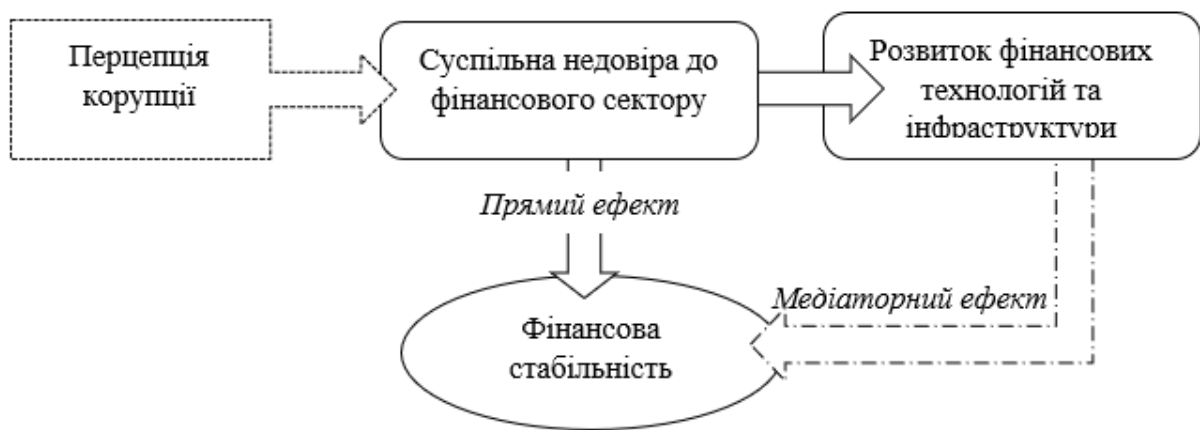 Перцепція
корупції
Суспільна недовіра до
фінансового сектору
Розвиток фінансових
технологій та
інфраструктури
Прямий ефект
Медіаторний ефект
Фінансова
стабільність